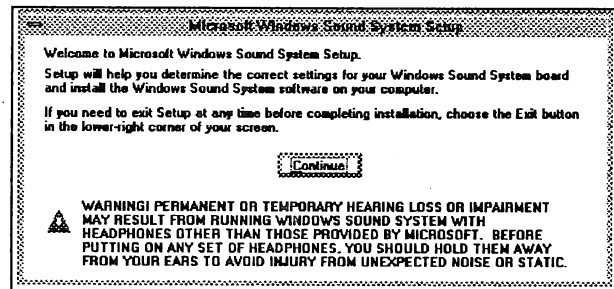 Microsoft Windows Sound System Setup
Welcome to Microsoft Windows Sound System Setup.
Setup will help you determine the correct settings for your Windows Sound System board
and install the Windows Sound System software on your computer.
If you need to exit Setup at any time before completing installation, choose the Exit button
in the lower-right corner of your screen.
Continue
WARNING! PERMANENT OR TEMPORARY HEARING LOSS OR IMPAIRMENT
MAY RESULT FROM RUNNING WINDOWS SOUND SYSTEM WITH
HEADPHONES OTHER THAN THOSE PROVIDED BY MICROSOFT. BEFORE
PUTTING ON ANY SET OF HEADPHONES, YOU SHOULD HOLD THEM AWAY
FROM YOUR EARS TO AVOID INJURY FROM UNEXPECTED NOISE OR STATIC.